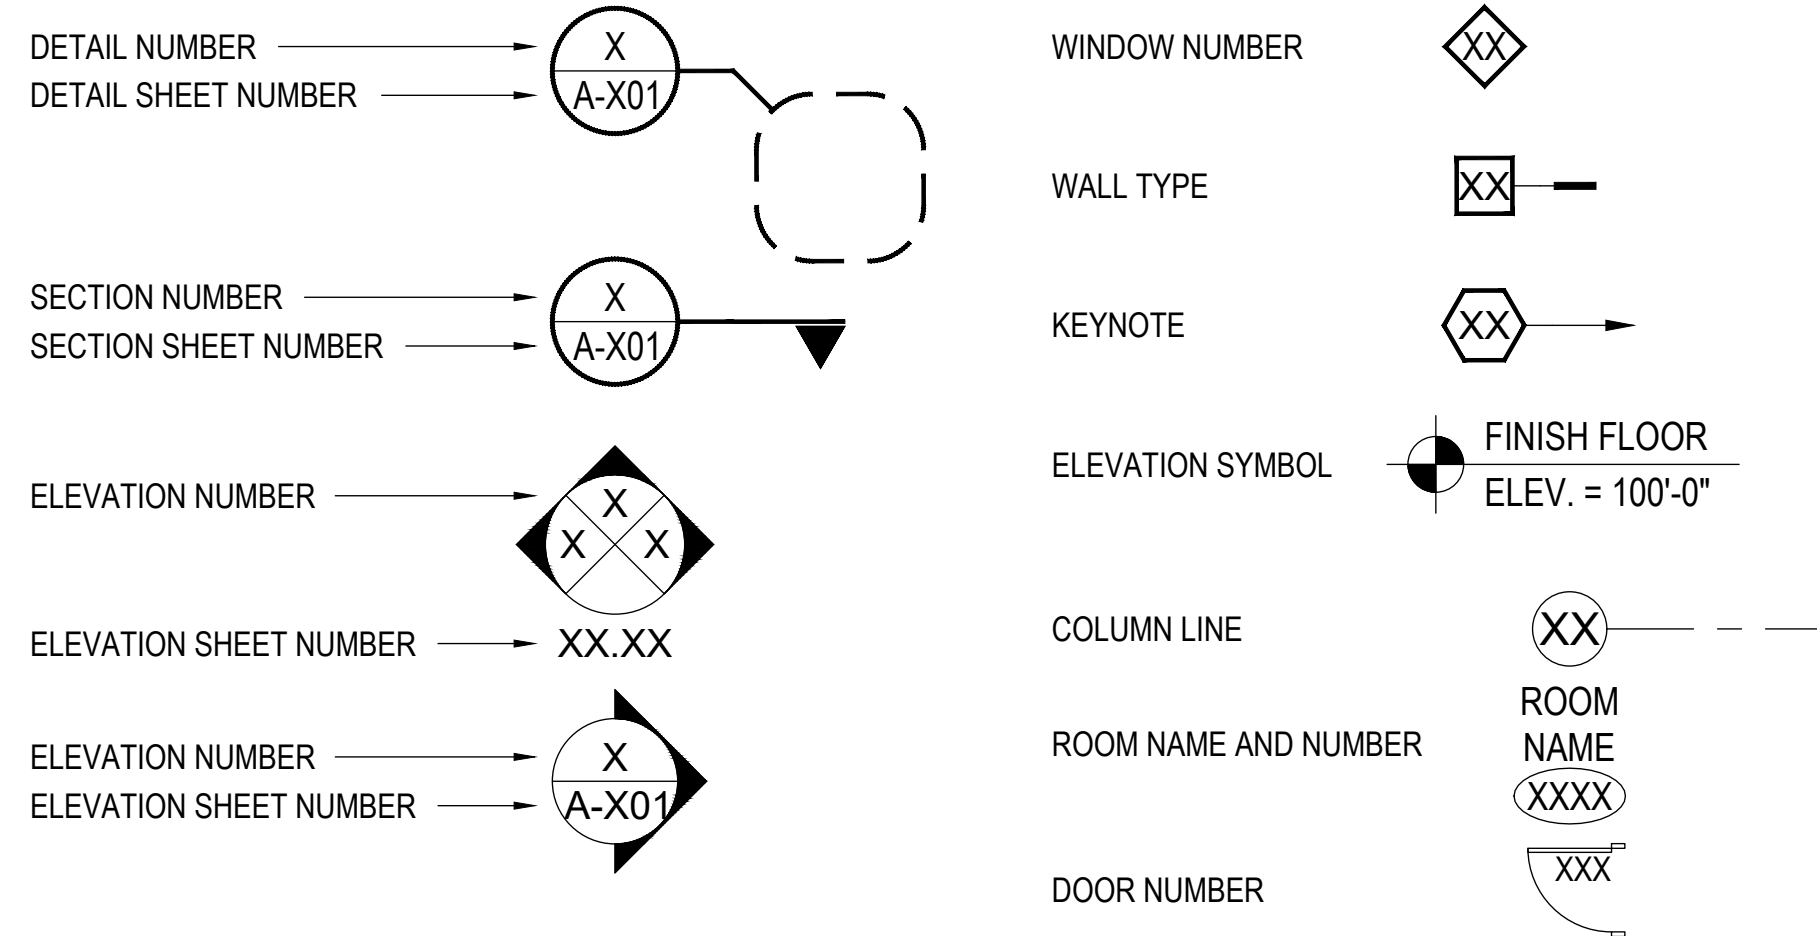 DETAIL NUMBER
DETAIL SHEET NUMBER
X
A-X01
SECTION NUMBER
SECTION SHEET NUMBER
X
A-X01
ELEVATION NUMBER
X
X X
ELEVATION SHEET NUMBER
XX.XX
ELEVATION NUMBER
ELEVATION SHEET NUMBER
X
A-X01
WINDOW NUMBER
XX
WALL TYPE
XX
KEYNOTE
XX
ELEVATION SYMBOL
FINISH FLOOR
ELEV. = 100'-0"
COLUMN LINE
XX
ROOM NAME AND NUMBER
ROOM
NAME
XXXX
DOOR NUMBER
XXX